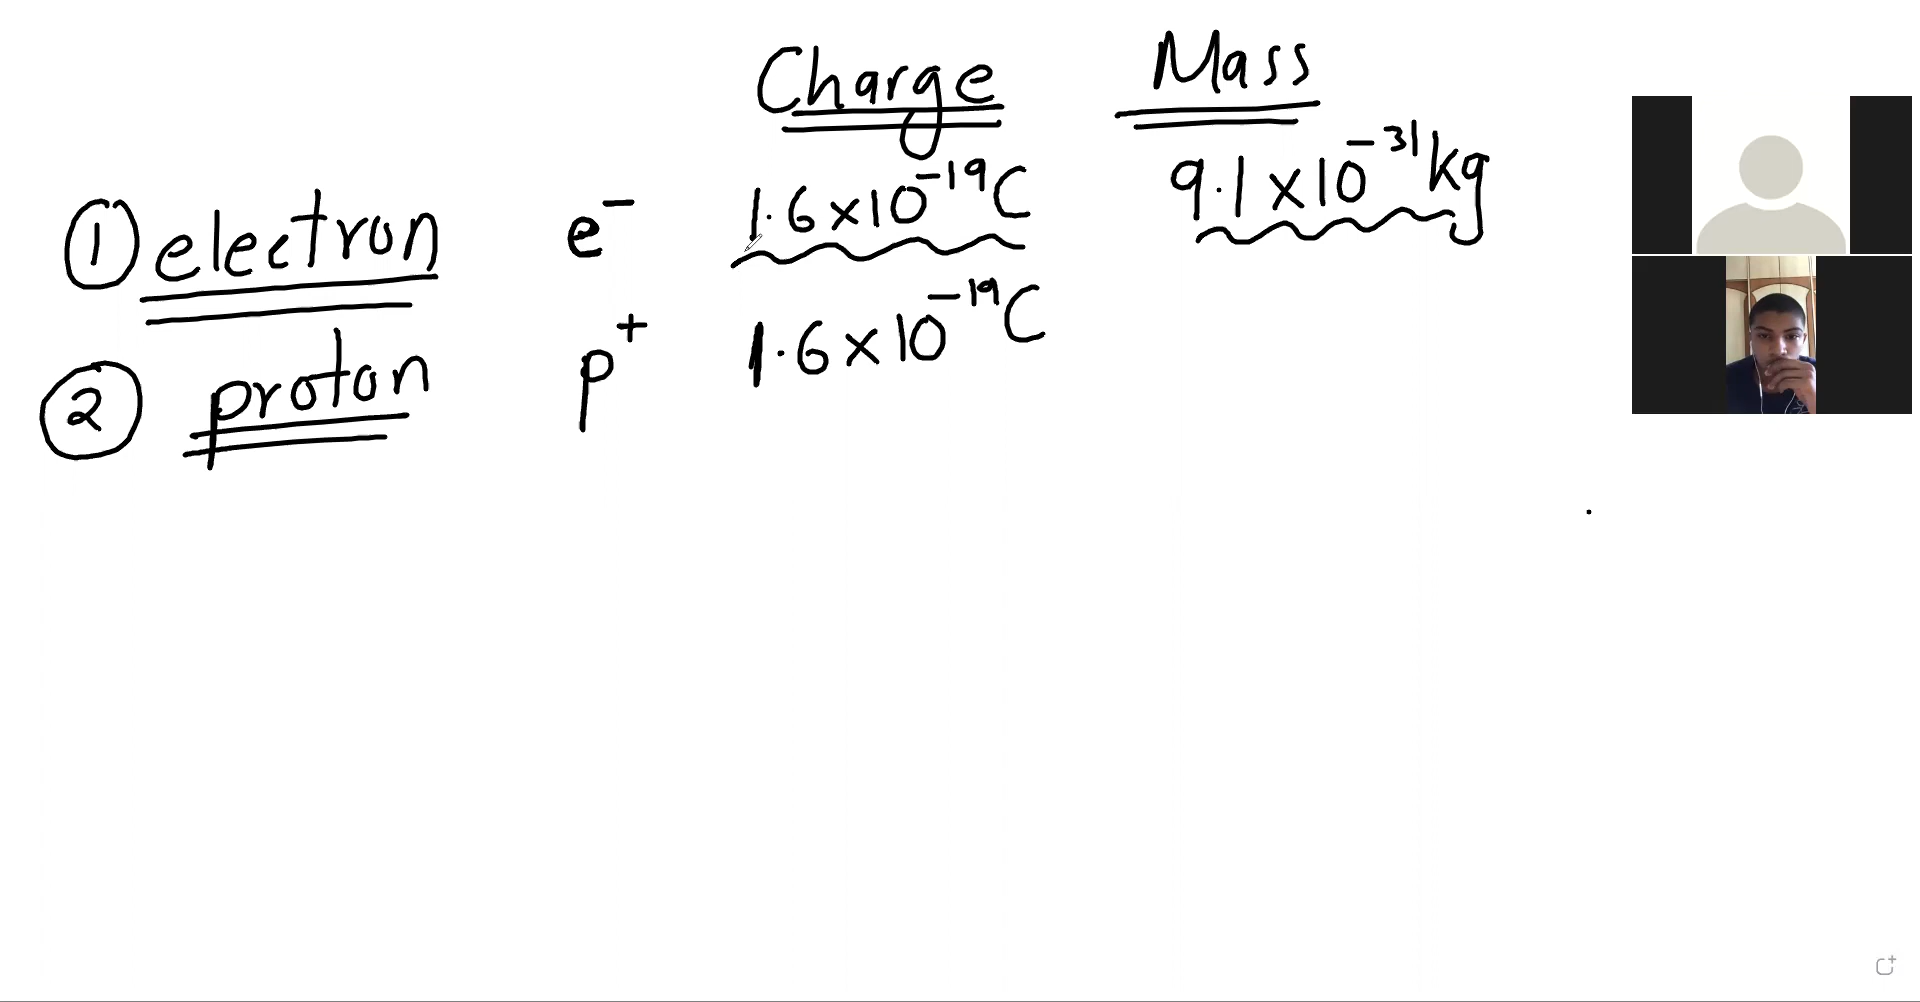 Charge Mass
① electron e⁻ 1.6×10⁻¹⁹C 9.1×10⁻³¹kg
② proton p⁺ 1.6×10⁻¹⁹C